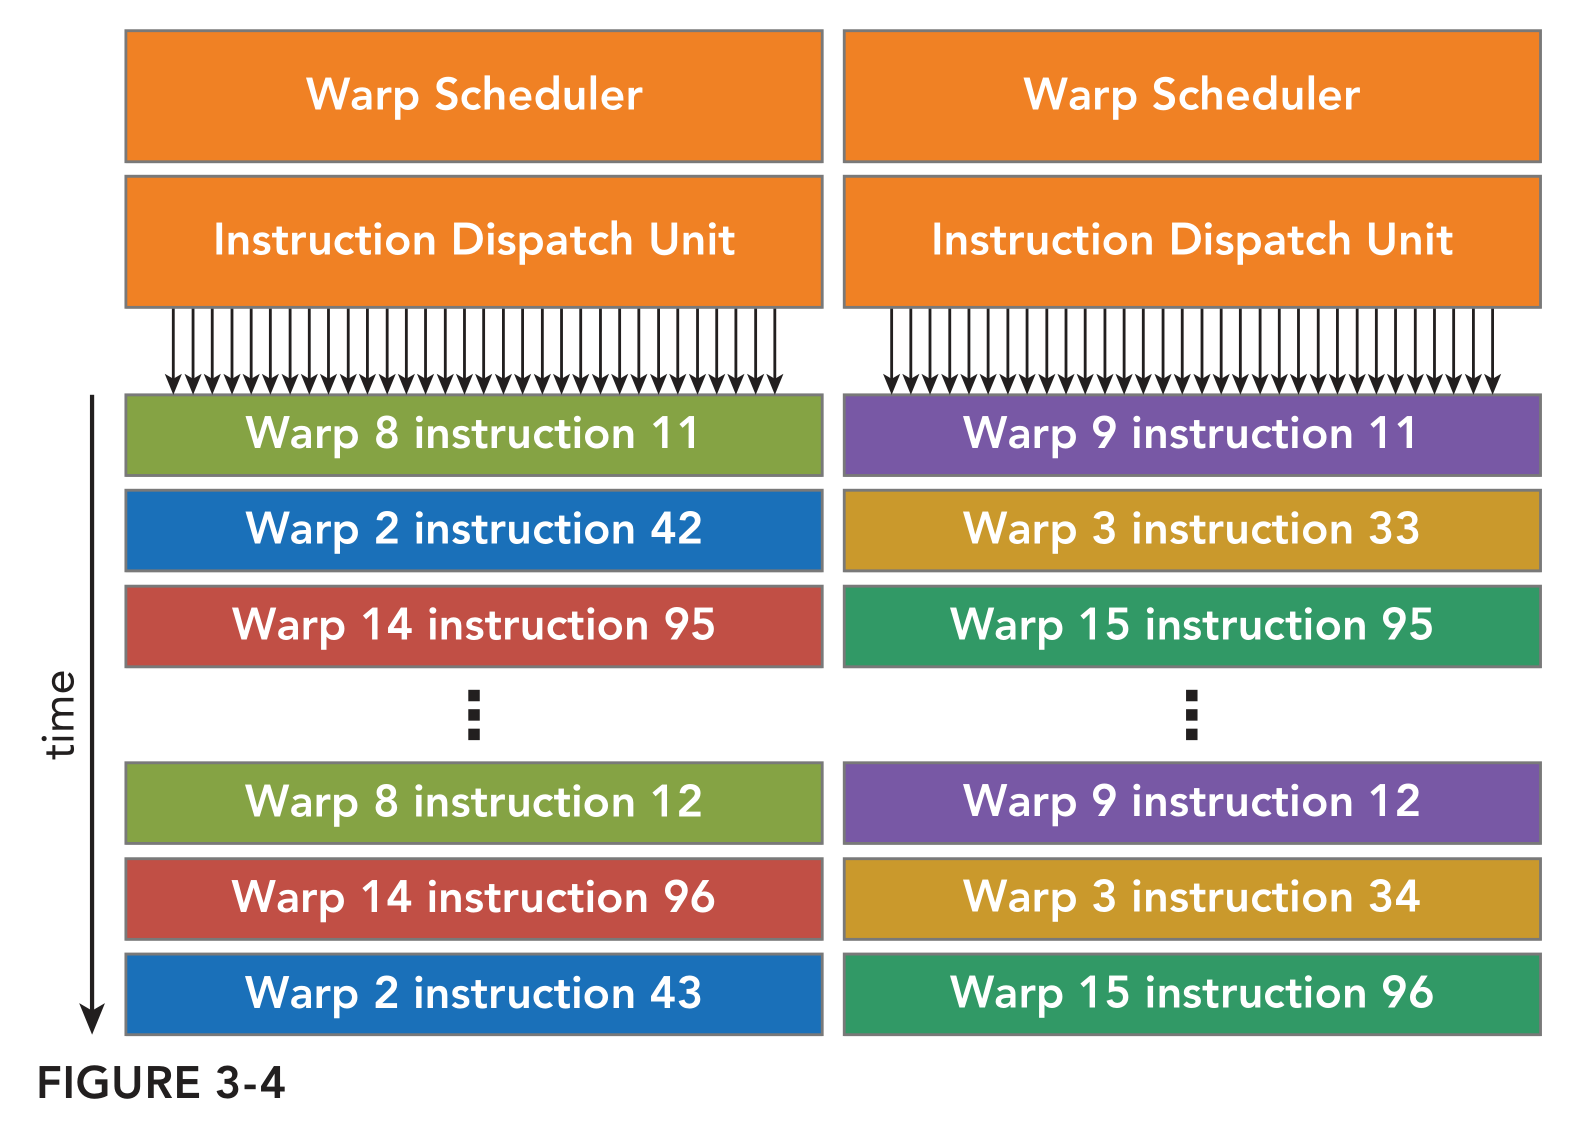 Warp Scheduler
Warp Scheduler
Instruction Dispatch Unit
Instruction Dispatch Unit
Warp 8 instruction 11
Warp 9 instruction 11
Warp 2 instruction 42
Warp 3 instruction 33
Warp 14 instruction 95
Warp 15 instruction 95
time
Warp 8 instruction 12
Warp 9 instruction 12
Warp 14 instruction 96
Warp 3 instruction 34
Warp 2 instruction 43
Warp 15 instruction 96
FIGURE 3-4